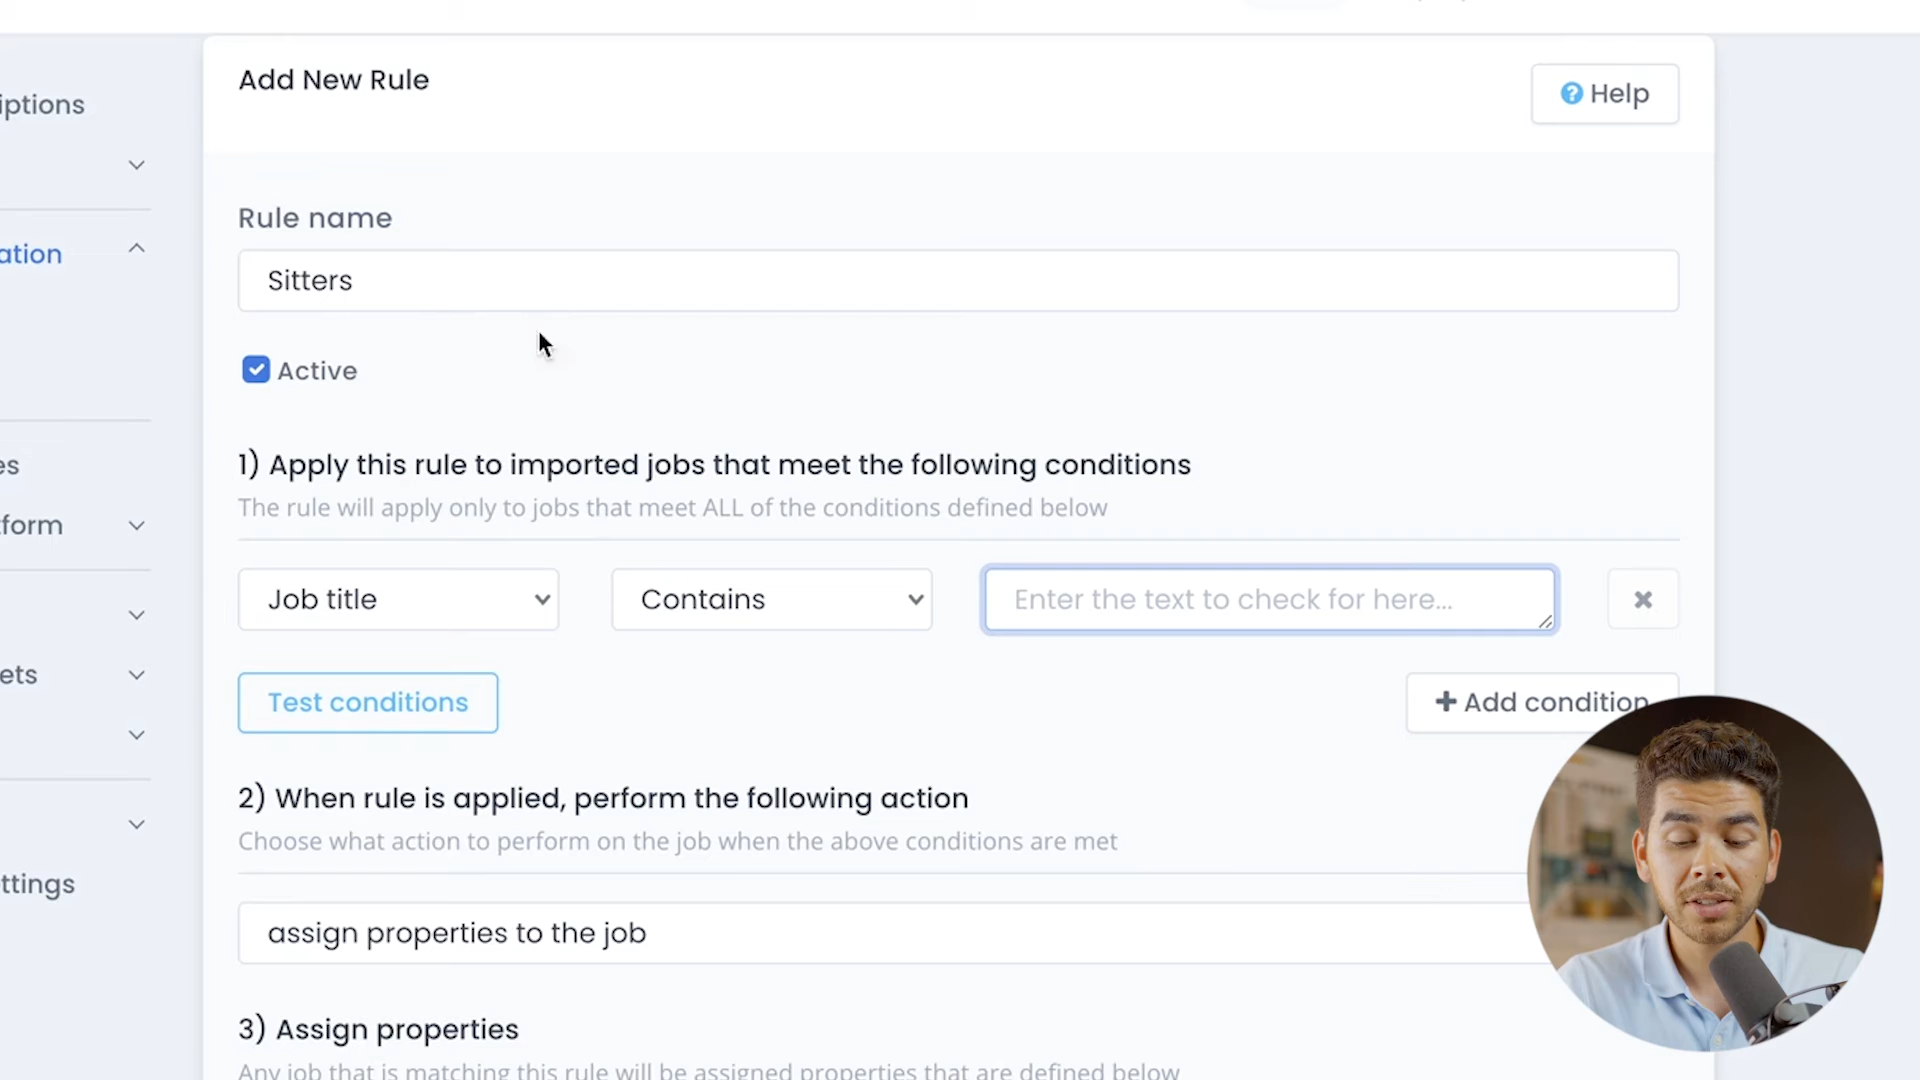 Add New Rule
Help
iptions
Rule name
ation
Sitters
Active
1) Apply this rule to imported jobs that meet the following conditions
es
The rule will apply only to jobs that meet ALL of the conditions defined below
tform
Job title
Contains
Enter the text to check for here...
ets
Test conditions
Add condition
2) When rule is applied, perform the following action
Choose what action to perform on the job when the above conditions are met
ttings
assign properties to the job
3) Assign properties
Any job that is matching this rule will be assigned properties that are defined below